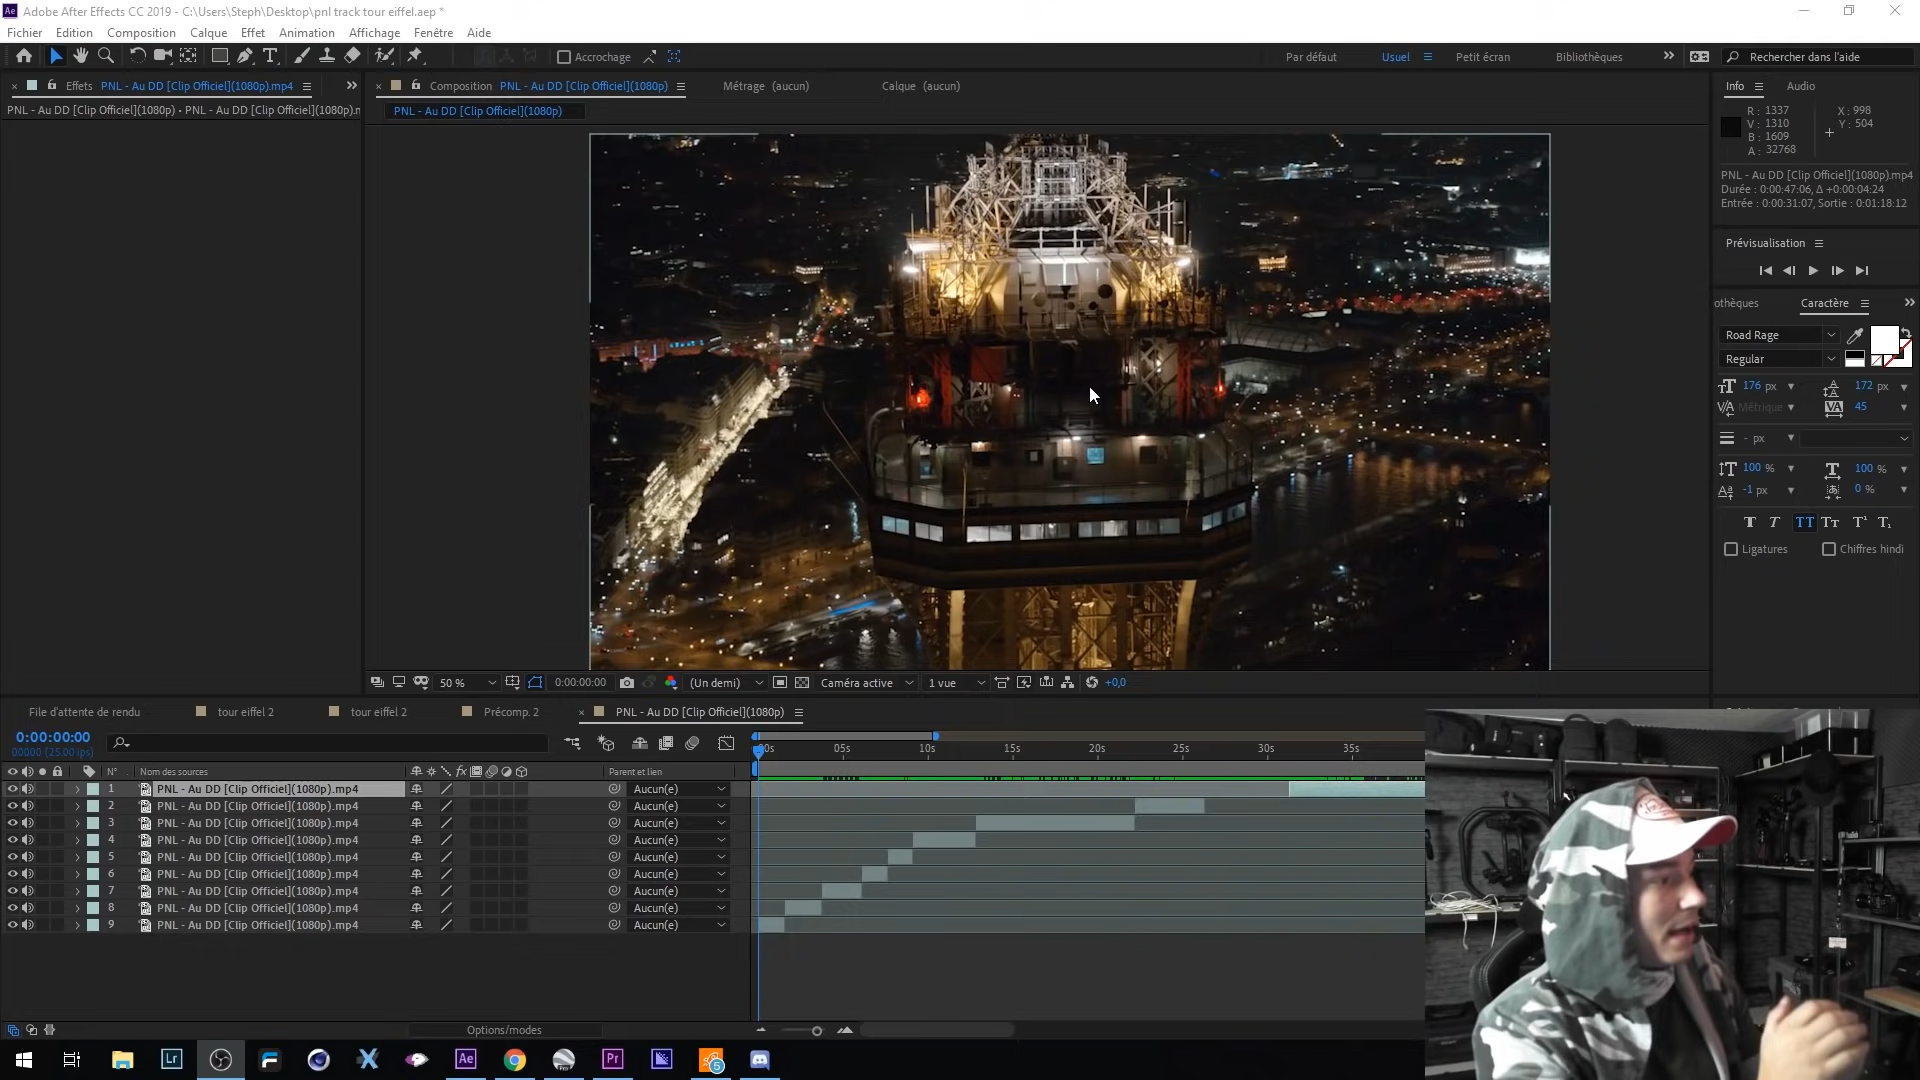 Adobe After Effects CC 2019 - C:\Users\Steph\Desktop\pnl track tour eiffel.aep *
Fichier Edition Composition Calque Effet Animation Affichage Fenêtre Aide
Accrochage Par défaut Usuel Petit écran Bibliothèques Rechercher dans l'aide
Effets PNL - Au DD [Clip Officiel](1080p).mp4
Composition PNL - Au DD [Clip Officiel](1080p) Métrage (aucun) Calque (aucun)
Info Audio
PNL - Au DD [Clip Officiel](1080p) • PNL - Au DD [Clip Officiel](1080p).m
PNL - Au DD [Clip Officiel](1080p)
R : 1337 X : 998
V : 1310 Y : 504
B : 1609
A : 32768
PNL - Au DD [Clip Officiel](1080p).mp4
Durée : 0:00:47:06, Δ +0:00:04:24
Entrée : 0:00:31:07, Sortie : 0:01:18:12
Prévisualisation
othèques Caractère
Road Rage
Regular
176 px 172 px
Métrique 45
- px
100 % 100 %
-1 px 0 %
Ligatures Chiffres hindi
50 % 0:00:00:00 (Un demi) Caméra active 1 vue +0,0
File d'attente de rendu tour eiffel 2 tour eiffel 2 Précomp. 2 PNL - Au DD [Clip Officiel](1080p)
0:00:00:00
00000 (25.00 ips)
00s 05s 10s 15s 20s 25s 30s 35s
N° Nom des sources Parent et lien
1 PNL - Au DD [Clip Officiel](1080p).mp4 Aucun(e)
2 PNL - Au DD [Clip Officiel](1080p).mp4 Aucun(e)
3 PNL - Au DD [Clip Officiel](1080p).mp4 Aucun(e)
4 PNL - Au DD [Clip Officiel](1080p).mp4 Aucun(e)
5 PNL - Au DD [Clip Officiel](1080p).mp4 Aucun(e)
6 PNL - Au DD [Clip Officiel](1080p).mp4 Aucun(e)
7 PNL - Au DD [Clip Officiel](1080p).mp4 Aucun(e)
8 PNL - Au DD [Clip Officiel](1080p).mp4 Aucun(e)
9 PNL - Au DD [Clip Officiel](1080p).mp4 Aucun(e)
Options/modes
Lr Ae Pr 5